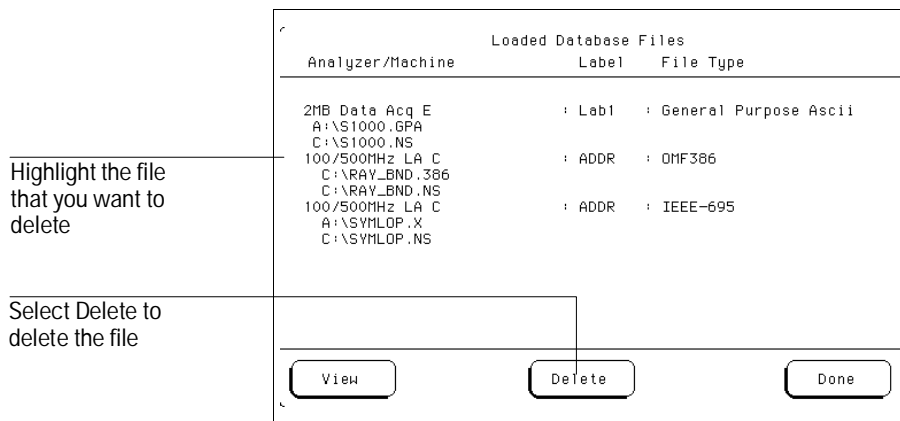 Loaded Database Files
Analyzer/Machine Label File Type
2MB Data Acq E : Lab1 : General Purpose Ascii
A:\S1000.GPA
C:\S1000.NS
100/500MHz LA C : ADDR : OMF386
C:\RAY_BND.386
C:\RAY_BND.NS
100/500MHz LA C : ADDR : IEEE-695
A:\SYMLOP.X
C:\SYMLOP.NS
Highlight the file
that you want to
delete
Select Delete to
delete the file
View Delete Done